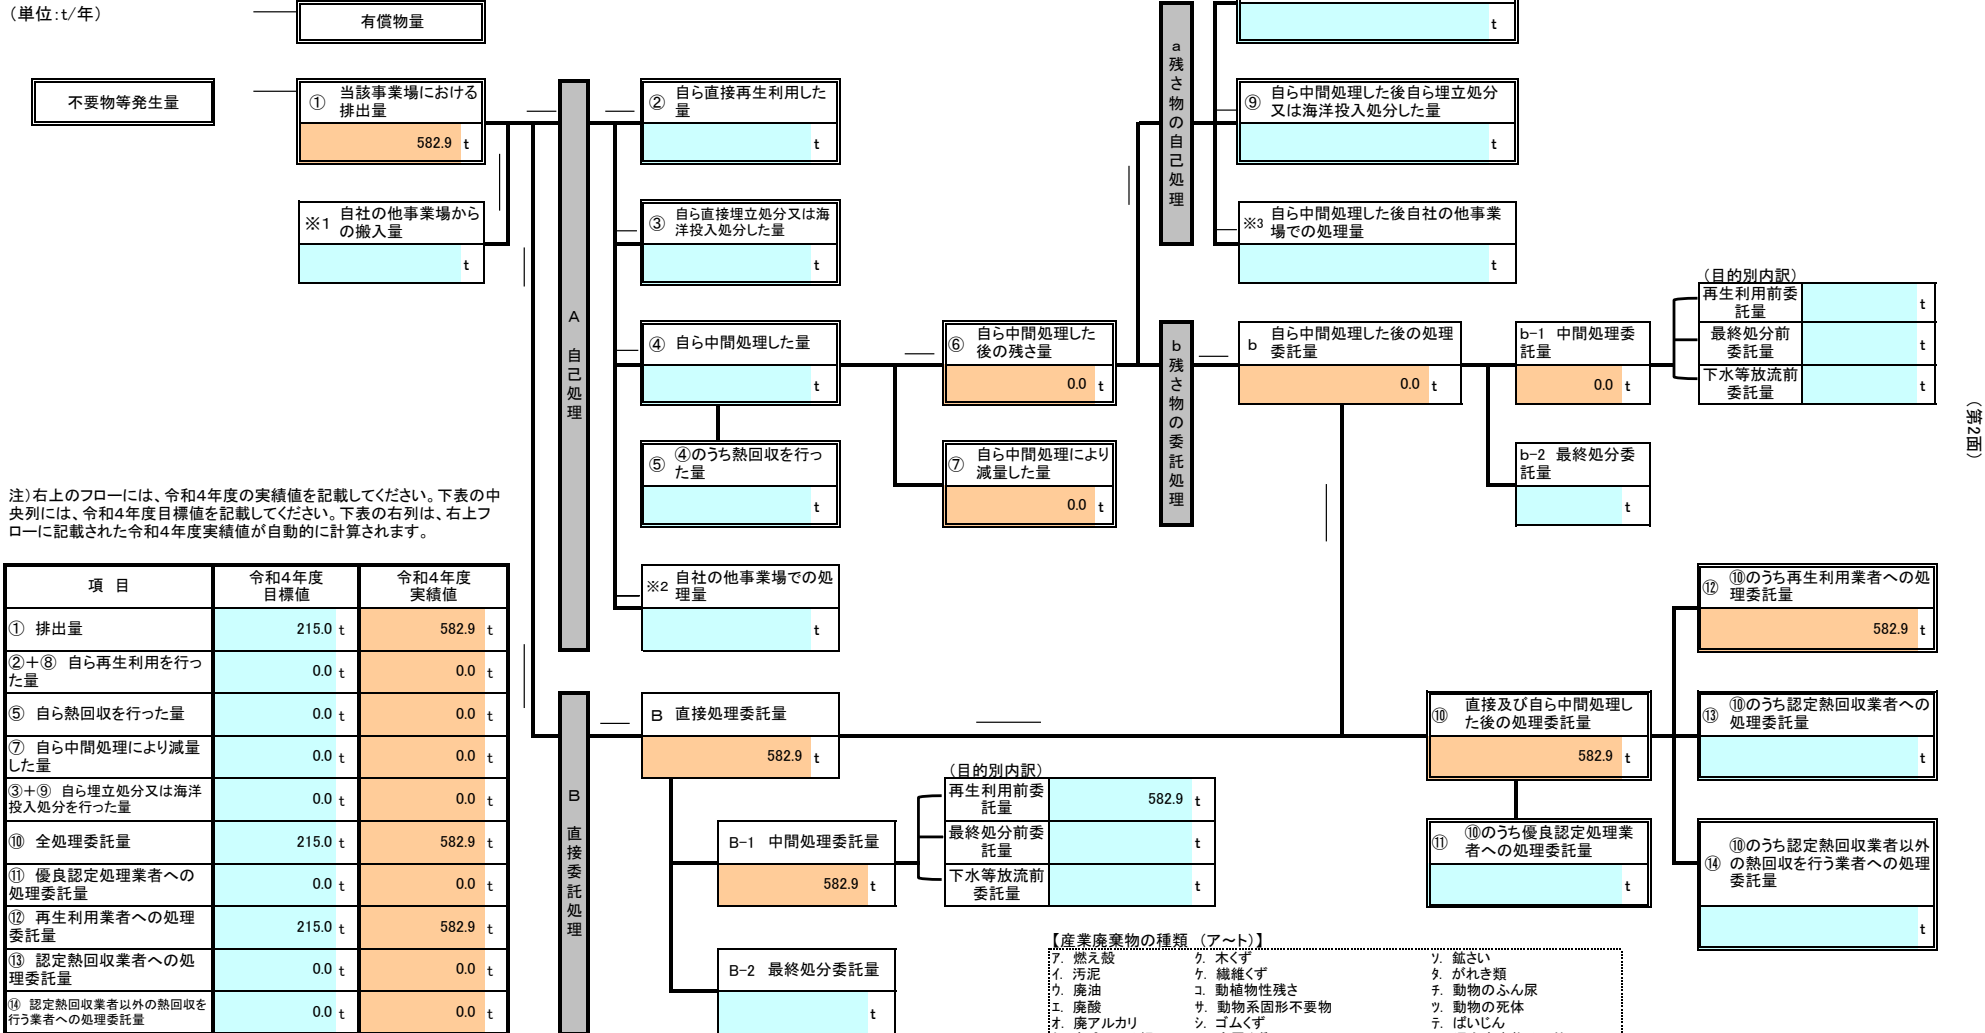 （単位:t/年）
有償物量
不要物等発生量
① 当該事業場における
排出量
582.9 t
※1 自社の他事業場から
の搬入量
t
A 自己処理
② 自ら直接再生利用した
量
t
③ 自ら直接埋立処分又は海
洋投入処分した量
t
④ 自ら中間処理した量
t
⑤ ④のうち熱回収を行っ
た量
t
※2 自社の他事業場での処
理量
t
⑥ 自ら中間処理した
後の残さ量
0.0 t
⑦ 自ら中間処理により
減量した量
0.0 t
a 残さ物の自己処理
t
⑨ 自ら中間処理した後自ら埋立処分
又は海洋投入処分した量
t
※3 自ら中間処理した後自社の他事業
場での処理量
t
b 残さ物の委託処理
b 自ら中間処理した後の処理
委託量
0.0 t
b-1 中間処理委
託量
0.0 t
b-2 最終処分委
託量
t
（目的別内訳）
再生利用前委
託量
t
最終処分前
委託量
t
下水等放流前
委託量
t
（第2面）
注）右上のフローには、令和4年度の実績値を記載してください。下表の中
央列には、令和4年度目標値を記載してください。下表の右列は、右上フ
ローに記載された令和4年度実績値が自動的に計算されます。
項 目 令和4年度
目標値 令和4年度
実績値
① 排出量 215.0 t 582.9 t
②＋⑧ 自ら再生利用を行っ
た量 0.0 t 0.0 t
⑤ 自ら熱回収を行った量 0.0 t 0.0 t
⑦ 自ら中間処理により減量
した量 0.0 t 0.0 t
③＋⑨ 自ら埋立処分又は海洋
投入処分を行った量 0.0 t 0.0 t
⑩ 全処理委託量 215.0 t 582.9 t
⑪ 優良認定処理業者への
処理委託量 0.0 t 0.0 t
⑫ 再生利用業者への処理
委託量 215.0 t 582.9 t
⑬ 認定熱回収業者への処
理委託量 0.0 t 0.0 t
⑭ 認定熱回収業者以外の熱回収を
行う業者への処理委託量 0.0 t 0.0 t
B 直接委託処理
B 直接処理委託量
582.9 t
B-1 中間処理委託量
582.9 t
B-2 最終処分委託量
t
（目的別内訳）
再生利用前委
託量
582.9 t
最終処分前委
託量
t
下水等放流前
委託量
t
⑩ 直接及び自ら中間処理し
た後の処理委託量
582.9 t
⑪ ⑩のうち優良認定処理業
者への処理委託量
t
⑫ ⑩のうち再生利用業者への処
理委託量
582.9 t
⑬ ⑩のうち認定熱回収業者への
処理委託量
t
⑭ ⑩のうち認定熱回収業者以外
の熱回収を行う業者への処理
委託量
t
【産業廃棄物の種類 （ア～ト）】
ア. 燃え殻 ク. 木くず ソ. 鉱さい
イ. 汚泥 ケ. 繊維くず タ. がれき類
ウ. 廃油 コ. 動植物性残さ チ. 動物のふん尿
エ. 廃酸 サ. 動物系固形不要物 ツ. 動物の死体
オ. 廃アルカリ シ. ゴムくず テ. ばいじん